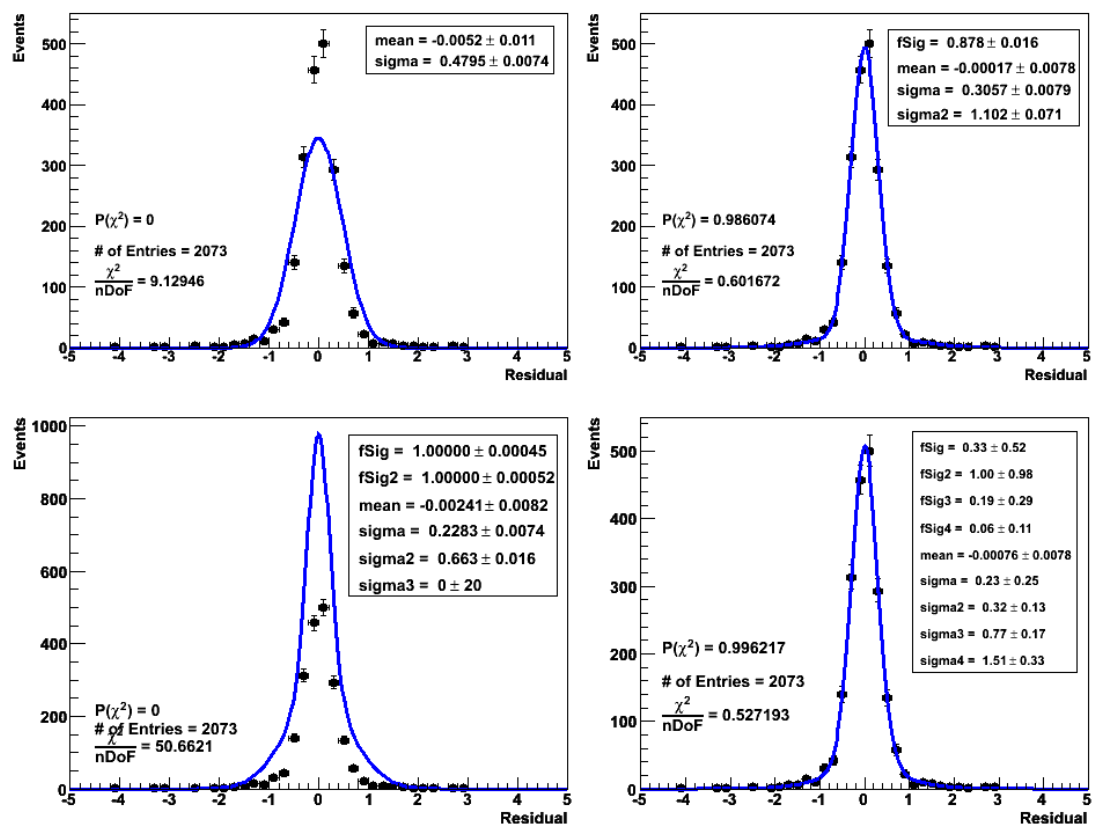 Events
500
400
300
200
100
0
mean = -0.0052 ± 0.011
sigma = 0.4795 ± 0.0074
P(χ²) = 0
# of Entries = 2073
χ²
nDoF = 9.12946
-5 -4 -3 -2 -1 0 1 2 3 4 5
Residual
Events
500
400
300
200
100
0
fSig = 0.878 ± 0.016
mean = -0.00017 ± 0.0078
sigma = 0.3057 ± 0.0079
sigma2 = 1.102 ± 0.071
P(χ²) = 0.986074
# of Entries = 2073
χ²
nDoF = 0.601672
-5 -4 -3 -2 -1 0 1 2 3 4 5
Residual
Events
1000
800
600
400
200
0
fSig = 1.00000 ± 0.00045
fSig2 = 1.00000 ± 0.00052
mean = -0.00241 ± 0.0082
sigma = 0.2283 ± 0.0074
sigma2 = 0.663 ± 0.016
sigma3 = 0 ± 20
P(χ²) = 0
# of Entries = 2073
χ²
nDoF = 50.6621
-5 -4 -3 -2 -1 0 1 2 3 4 5
Residual
Events
500
400
300
200
100
0
fSig = 0.33 ± 0.52
fSig2 = 1.00 ± 0.98
fSig3 = 0.19 ± 0.29
fSig4 = 0.06 ± 0.11
mean = -0.00076 ± 0.0078
sigma = 0.23 ± 0.25
sigma2 = 0.32 ± 0.13
sigma3 = 0.77 ± 0.17
sigma4 = 1.51 ± 0.33
P(χ²) = 0.996217
# of Entries = 2073
χ²
nDoF = 0.527193
-5 -4 -3 -2 -1 0 1 2 3 4 5
Residual